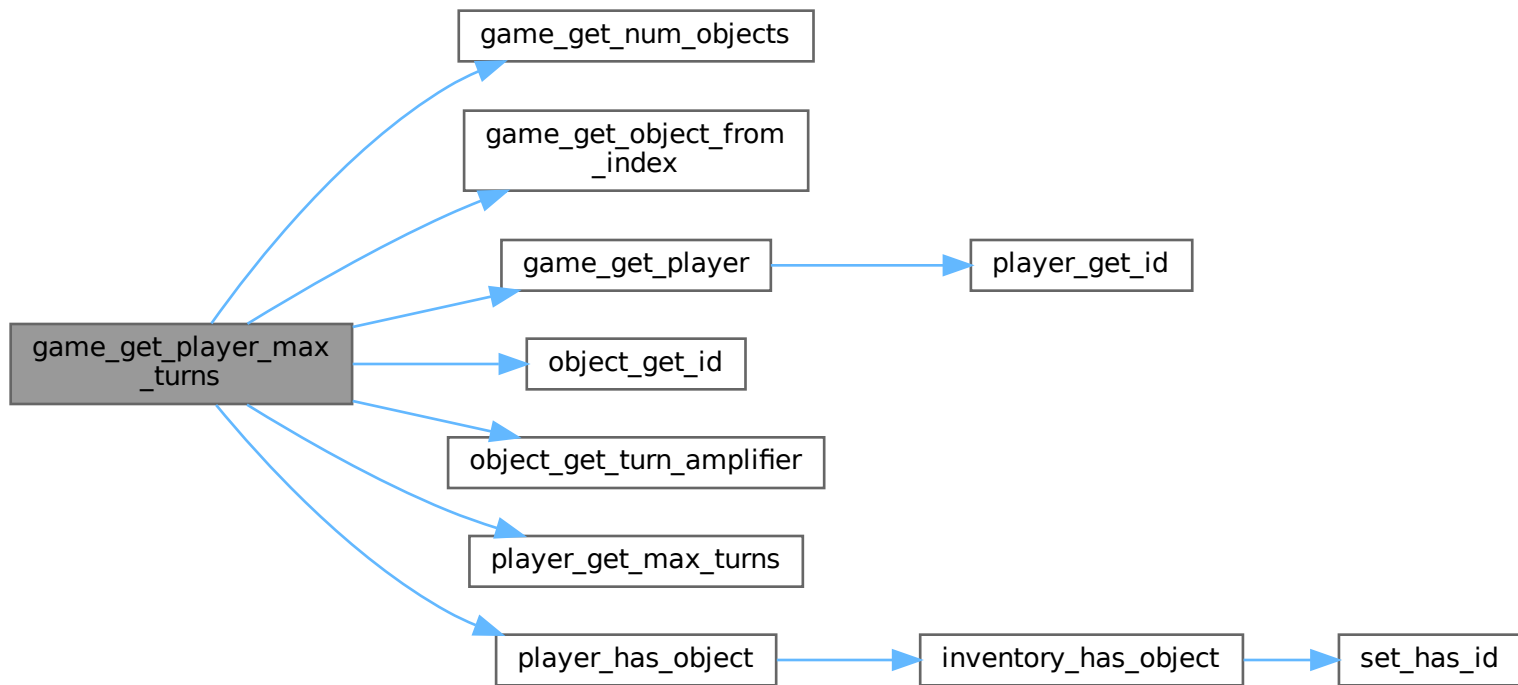 game_get_num_objects
game_get_object_from
_index
game_get_player
player_get_id
game_get_player_max
_turns
object_get_id
object_get_turn_amplifier
player_get_max_turns
player_has_object
inventory_has_object
set_has_id